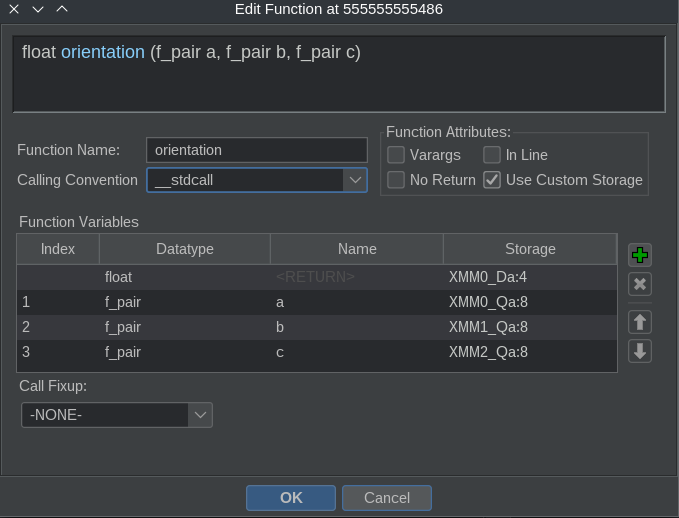 Edit Function at 555555555486
float orientation (f_pair a, f_pair b, f_pair c)
Function Attributes:
Function Name: orientation
Varargs In Line
Calling Convention __stdcall
No Return Use Custom Storage
Function Variables
Index Datatype Name Storage
float <RETURN> XMM0_Da:4
1 f_pair a XMM0_Qa:8
2 f_pair b XMM1_Qa:8
3 f_pair c XMM2_Qa:8
Call Fixup:
-NONE-
OK Cancel